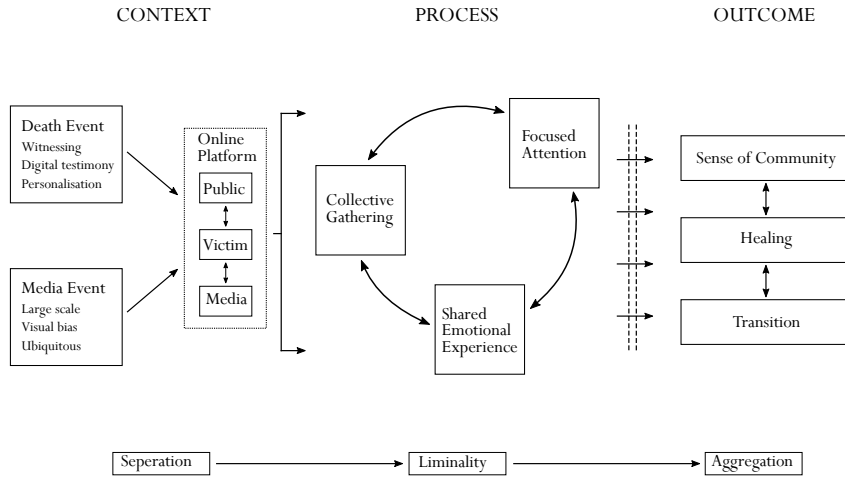 CONTEXT
PROCESS
OUTCOME
Death Event
Witnessing
Digital testimony
Personalisation
Media Event
Large scale
Visual bias
Ubiquitous
Online
Platform
Public
Victim
Media
Collective
Gathering
Focused
Attention
Shared
Emotional
Experience
Sense of Community
Healing
Transition
Seperation
Liminality
Aggregation